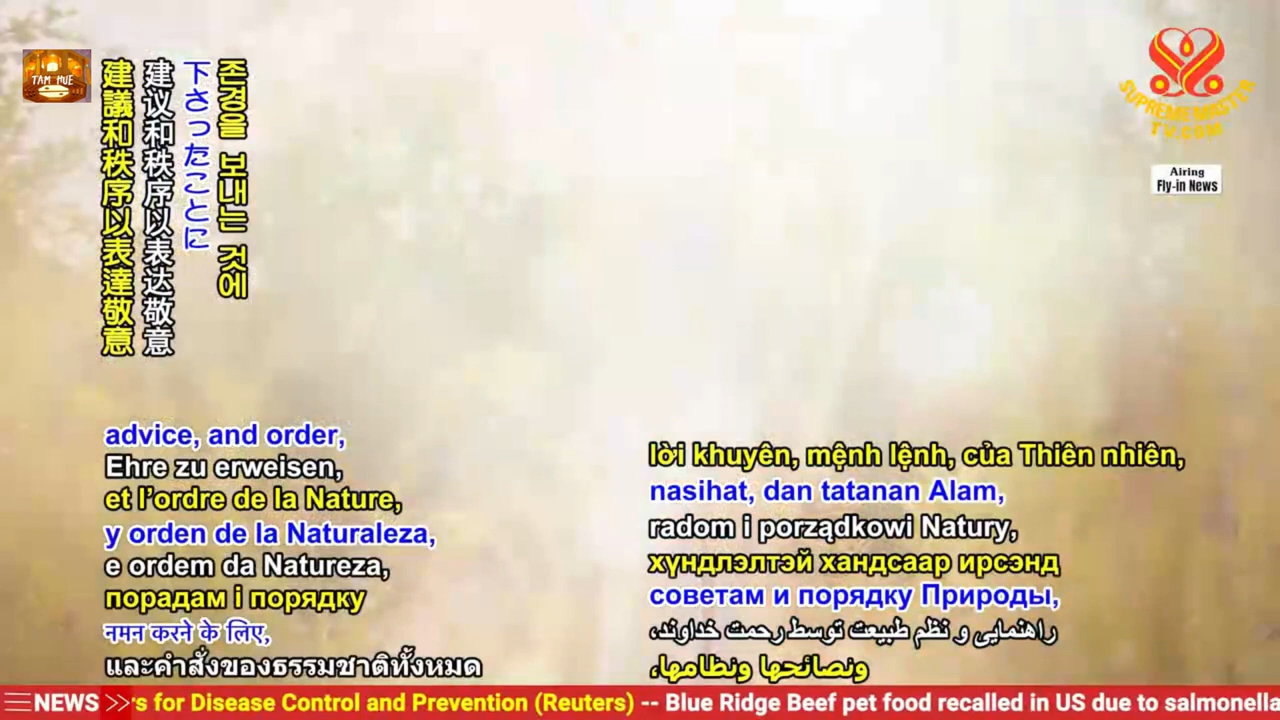 TAM HUE
建議和秩序以表達敬意
建议和秩序以表达敬意
下さったことに
존경을 보내는 것에
SUPREMEMASTERTV.COM
Airing
Fly-in News
advice, and order,
Ehre zu erweisen,
et l’ordre de la Nature,
y orden de la Naturaleza,
e ordem da Natureza,
порадам і порядку
नमन करने के लिए,
และคำสั่งของธรรมชาติทั้งหมด
lời khuyên, mệnh lệnh, của Thiên nhiên,
nasihat, dan tatanan Alam,
radom i porządkowi Natury,
хүндлэлтэй хандсаар ирсэнд
советам и порядку Природы,
راهنمایی و نظم طبیعت توسط رحمت خداوند،
ونصائحها ونظامها،
NEWS s for Disease Control and Prevention (Reuters) -- Blue Ridge Beef pet food recalled in US due to salmonella